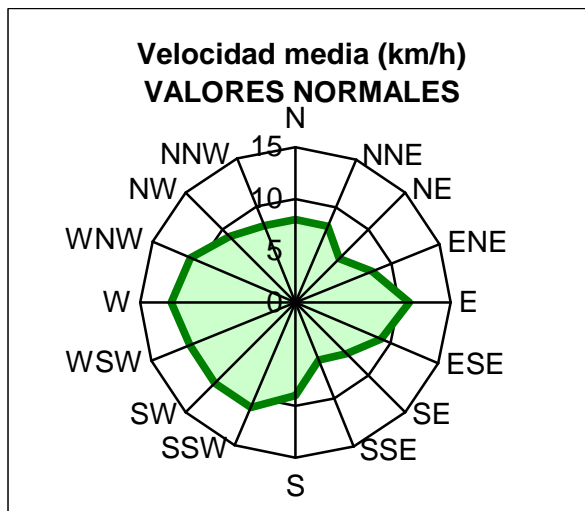 Velocidad media (km/h)
VALORES NORMALES
N
NNE
NE
ENE
E
ESE
SE
SSE
S
SSW
SW
WSW
W
WNW
NW
NNW
15
10
5
0